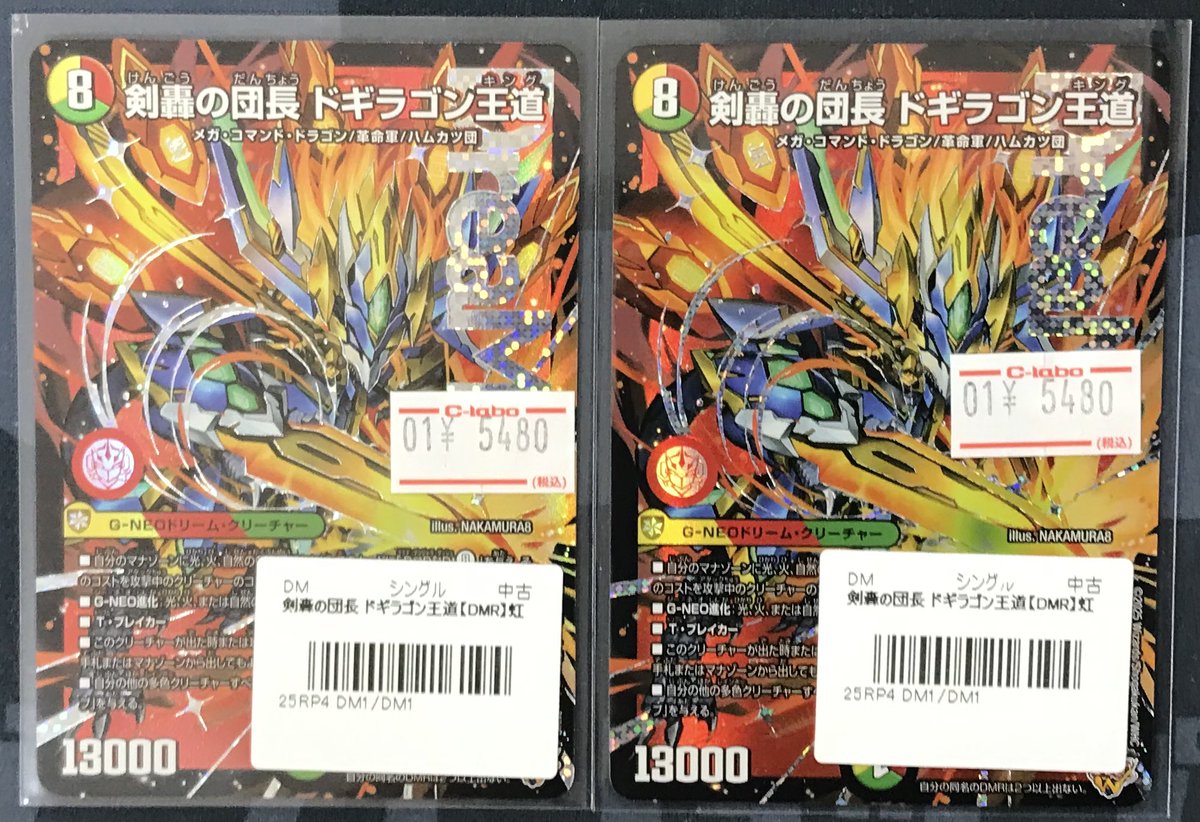 8
けんごう だんちょう キング
剣轟の団長 ドギラゴン王道
メガ・コマンド・ドラゴン/革命軍/ハムカツ団
C-labo
01¥ 5480
(税込)
G-NEOドリーム・クリーチャー
illus. NAKAMURA8
■自分のマナゾーンに光、火、自然の
のコストを攻撃中のクリーチャーのコ
■G-NEO進化:光、火、または自然の
■T・ブレイカー
■このクリーチャーが出た時または
手札またはマナゾーンから出してもよ
■自分の他の多色クリーチャーすべ
ブ」を与える。
DM シングル 中古
剣轟の団長 ドギラゴン王道【DMR】虹
25RP4 DM1/DM1
13000
自分の同名のDMRは2つ以上出ない。
8
けんごう だんちょう キング
剣轟の団長 ドギラゴン王道
メガ・コマンド・ドラゴン/革命軍/ハムカツ団
C-labo
01¥ 5480
(税込)
G-NEOドリーム・クリーチャー
illus. NAKAMURA8
■自分のマナゾーンに光、火、自然
のコストを攻撃中のクリーチャーの
■G-NEO進化:光、火、または自然
■T・ブレイカー
■このクリーチャーが出た時または
手札またはマナゾーンから出しても
■自分の他の多色クリーチャーす
ブ」を与える。
DM シングル 中古
剣轟の団長 ドギラゴン王道【DMR】虹
25RP4 DM1/DM1
13000
自分の同名のDMRは2つ以上出ない。